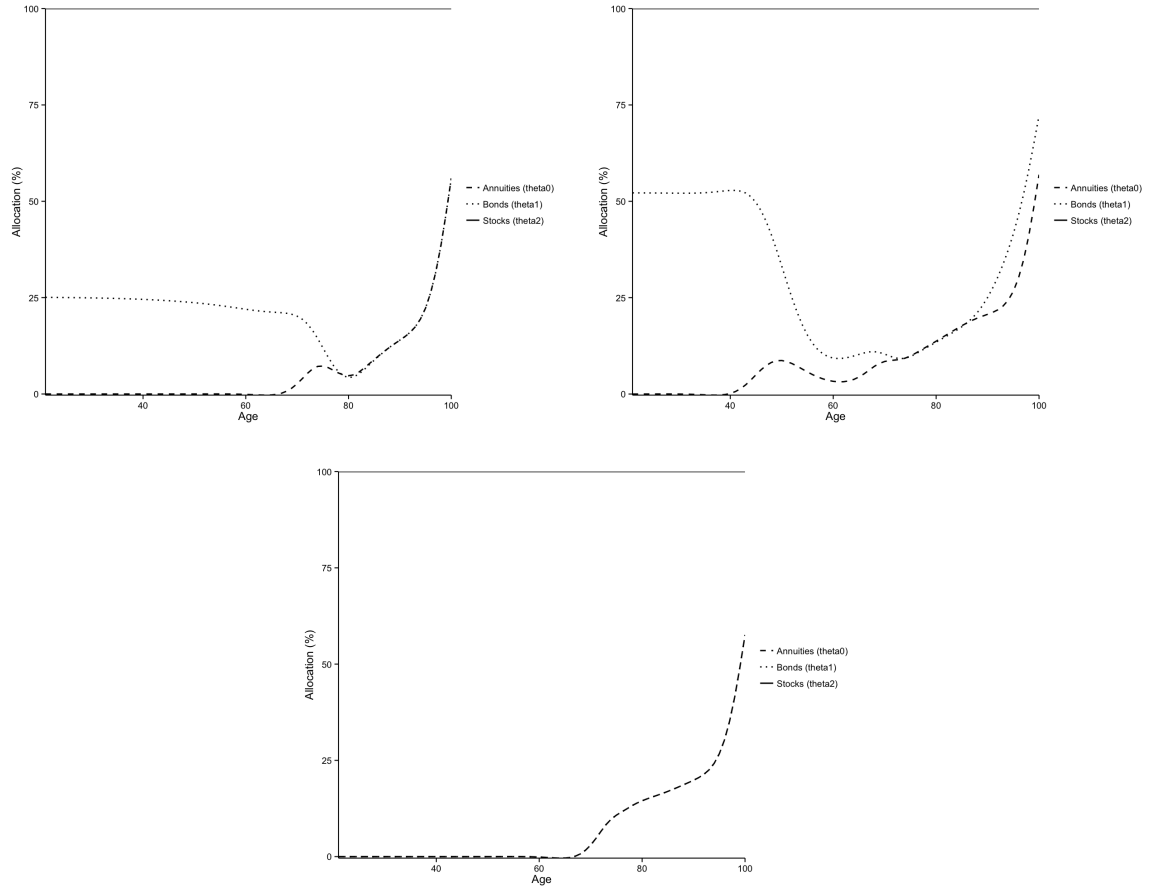 100
75
50
25
0
Allocation (%)
40
60
80
100
Age
Annuities (theta0)
Bonds (theta1)
Stocks (theta2)
100
75
50
25
0
Allocation (%)
40
60
80
100
Age
Annuities (theta0)
Bonds (theta1)
Stocks (theta2)
100
75
50
25
0
Allocation (%)
40
60
80
100
Age
Annuities (theta0)
Bonds (theta1)
Stocks (theta2)